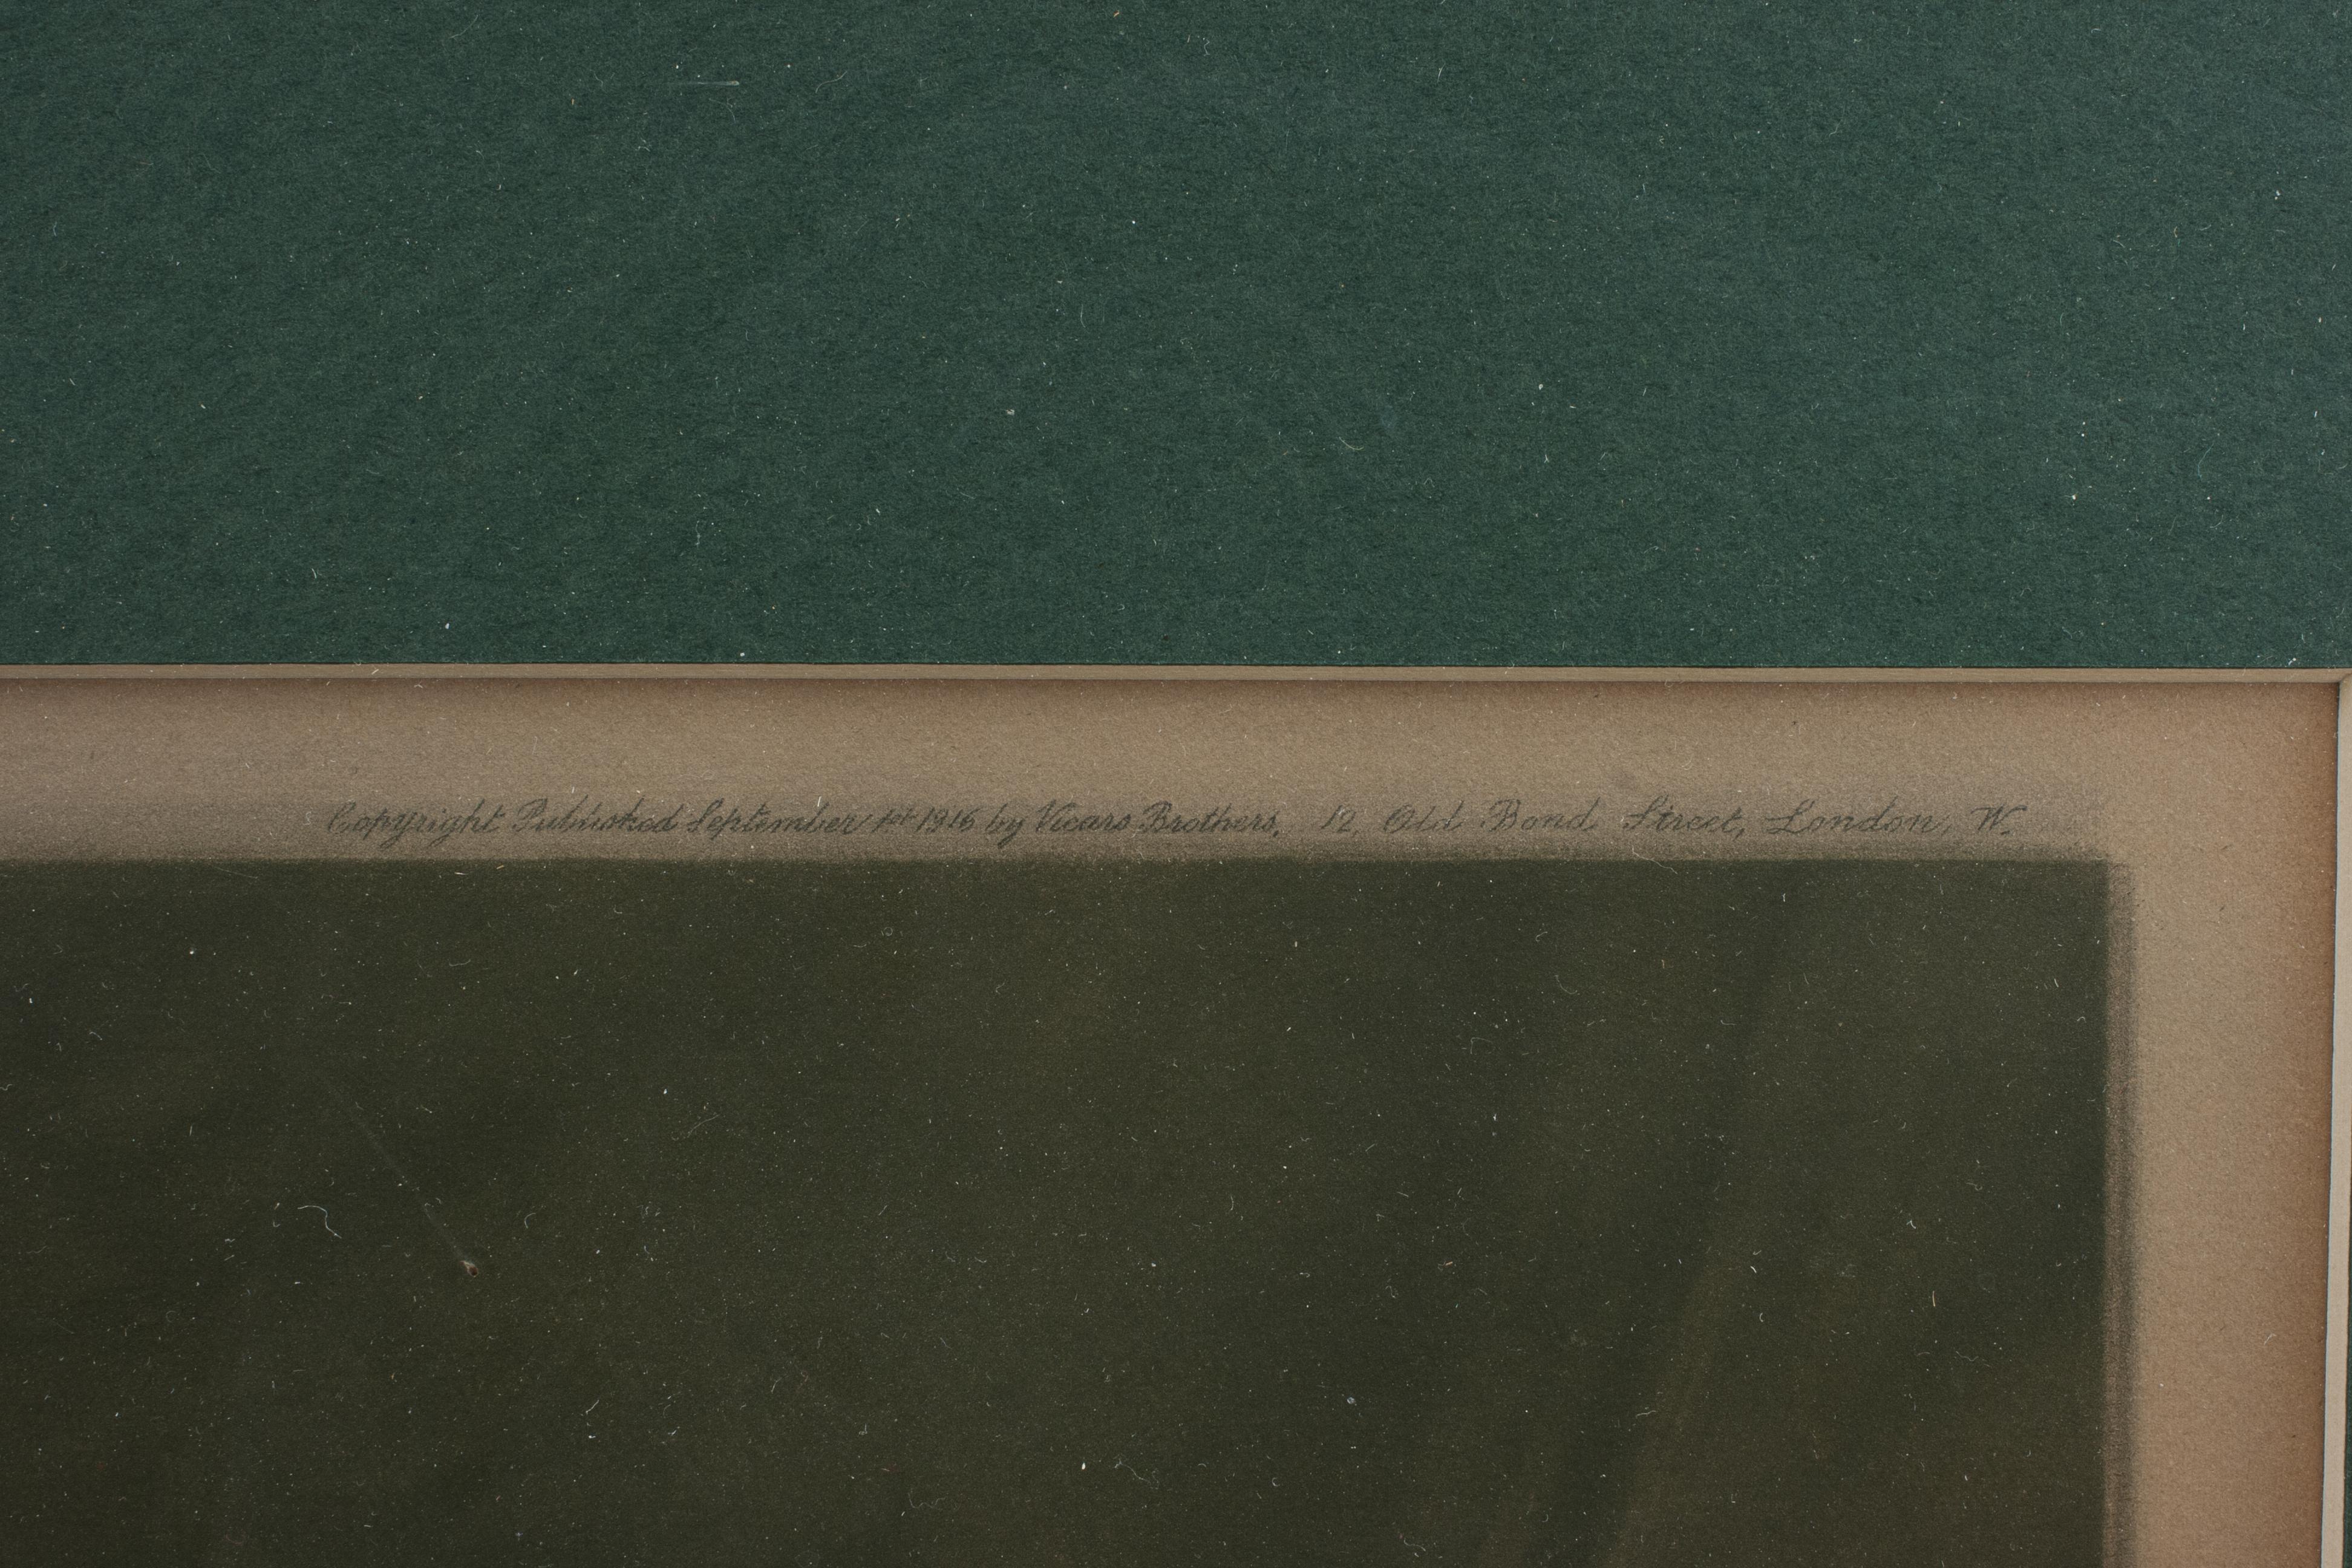 Copyright Published September 1st 1916 by Vicars Brothers, 12, Old Bond Street, London, W.